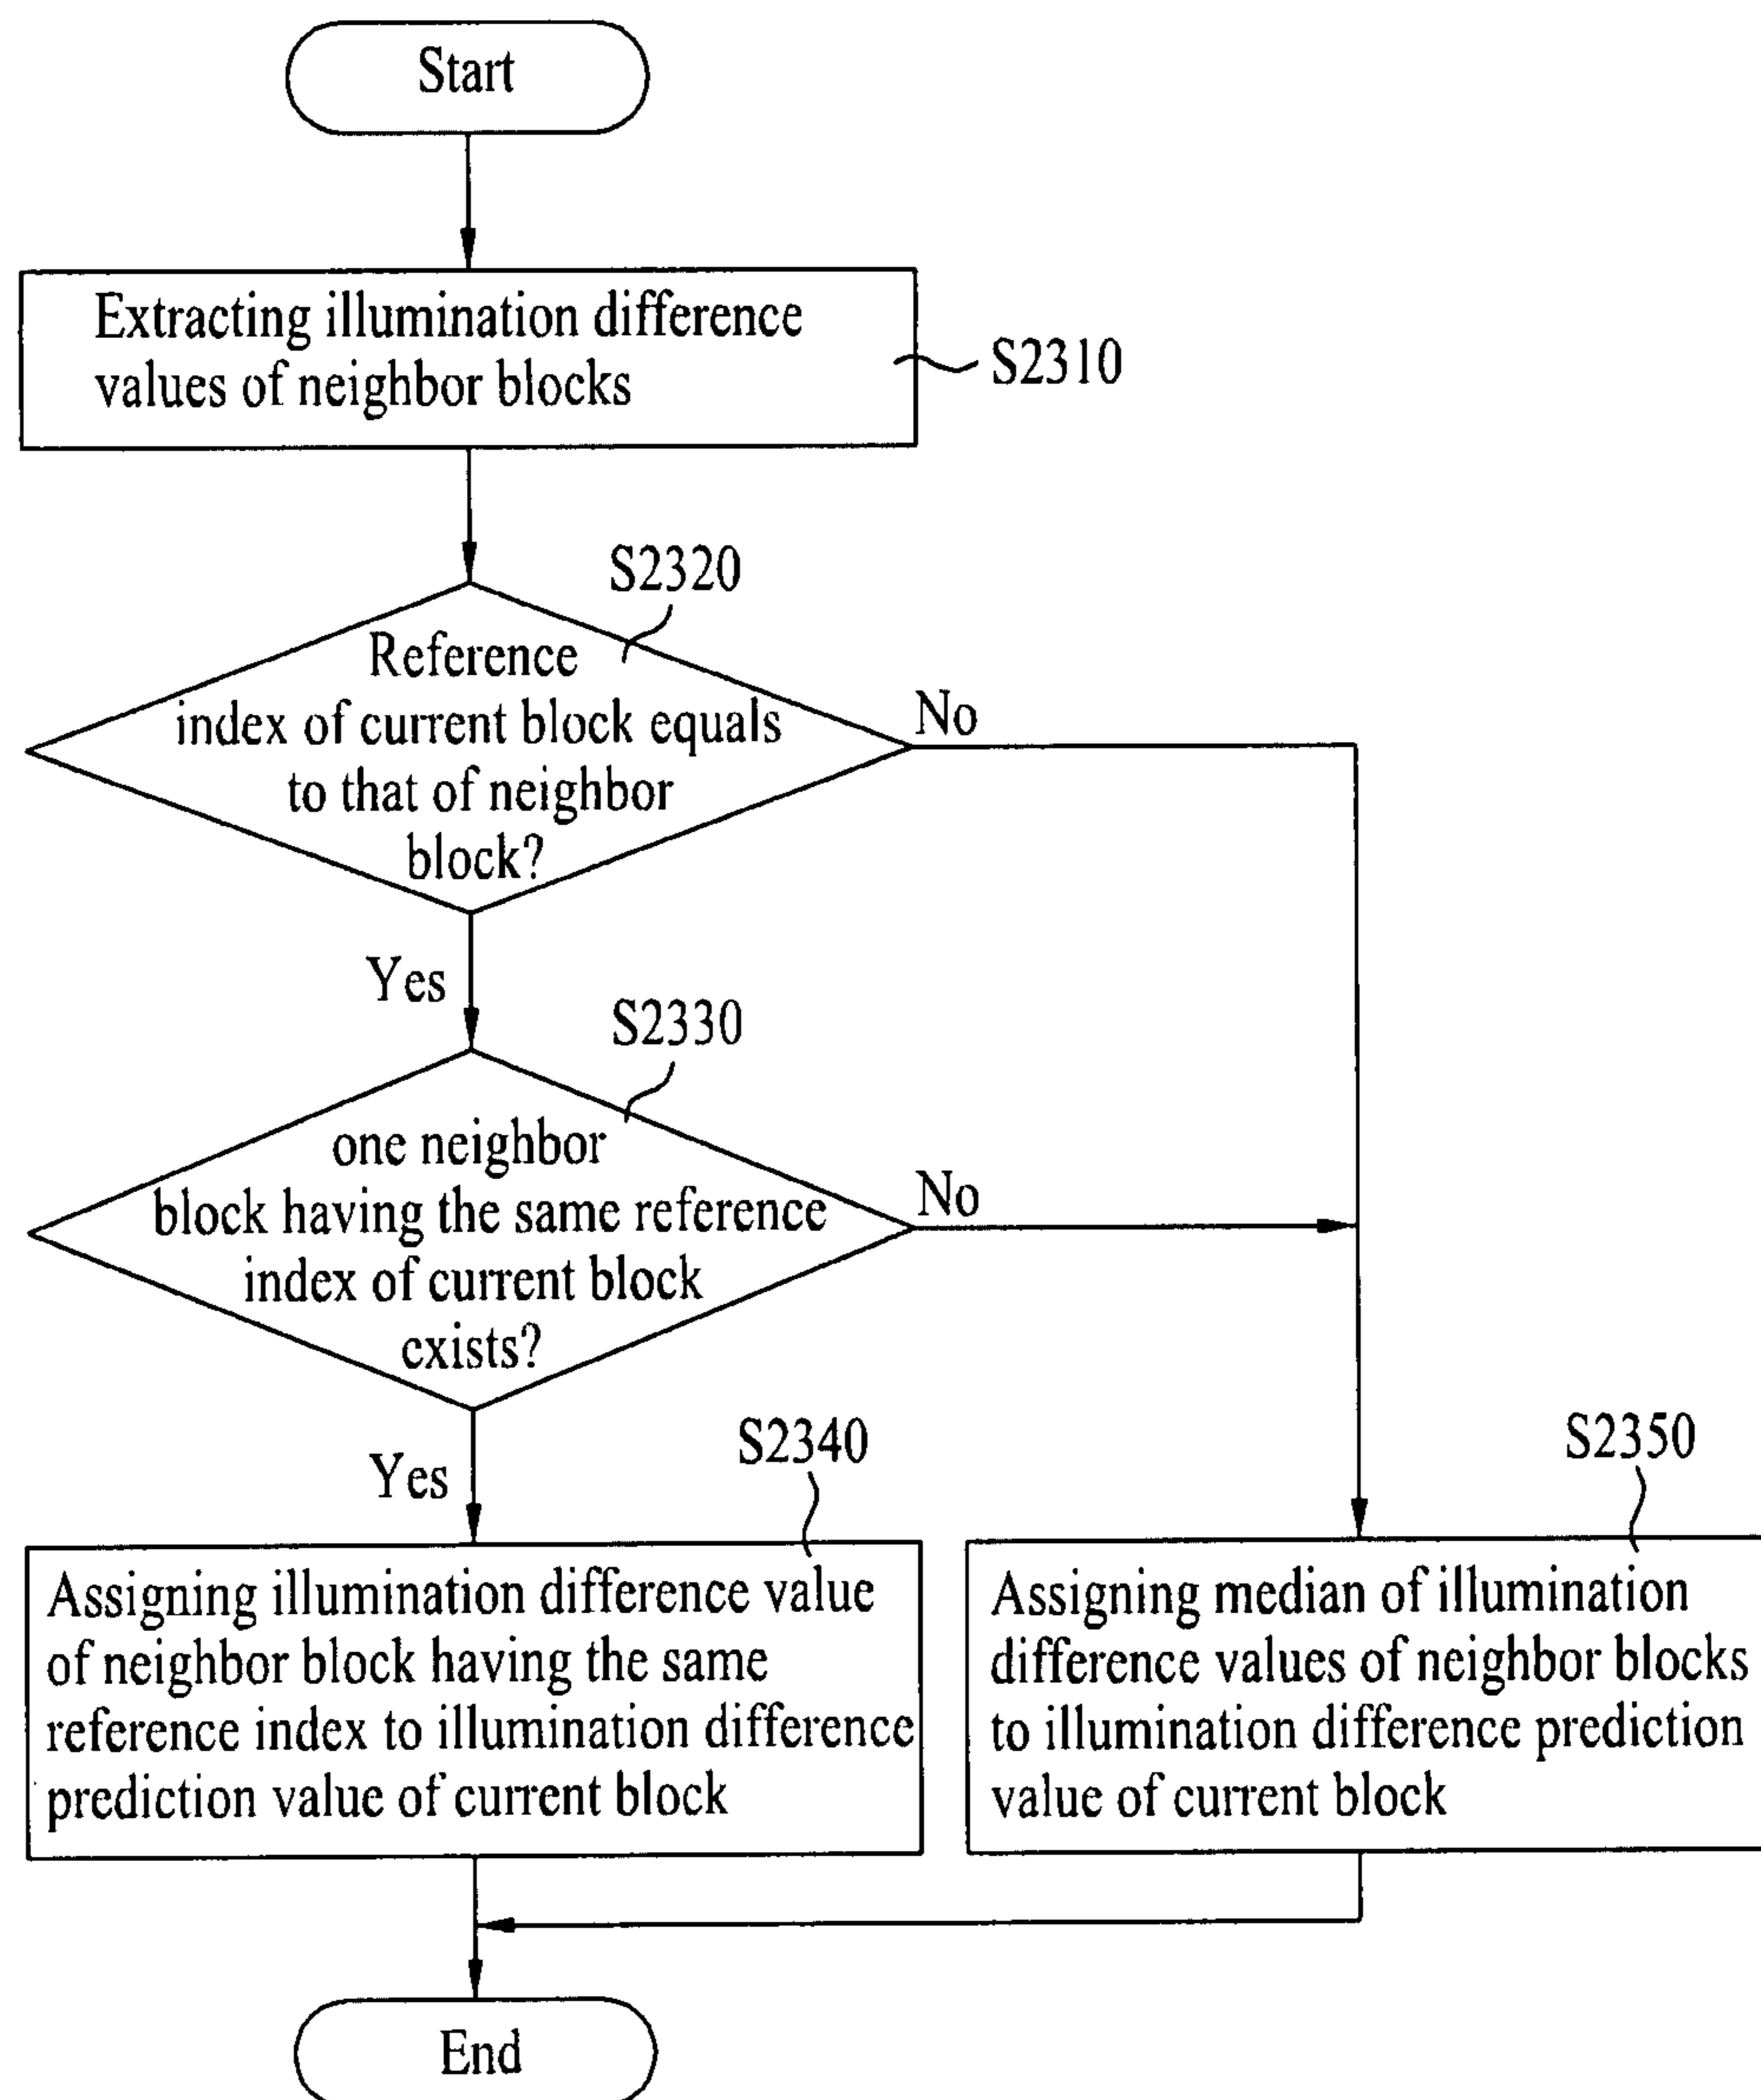 Start
Extracting illumination difference
values of neighbor blocks
S2310
S2320
Reference
index of current block equals
to that of neighbor
block?
No
Yes
S2330
one neighbor
block having the same reference
index of current block
exists?
No
Yes
S2340
Assigning illumination difference value
of neighbor block having the same
reference index to illumination difference
prediction value of current block
S2350
Assigning median of illumination
difference values of neighbor blocks
to illumination difference prediction
value of current block
End